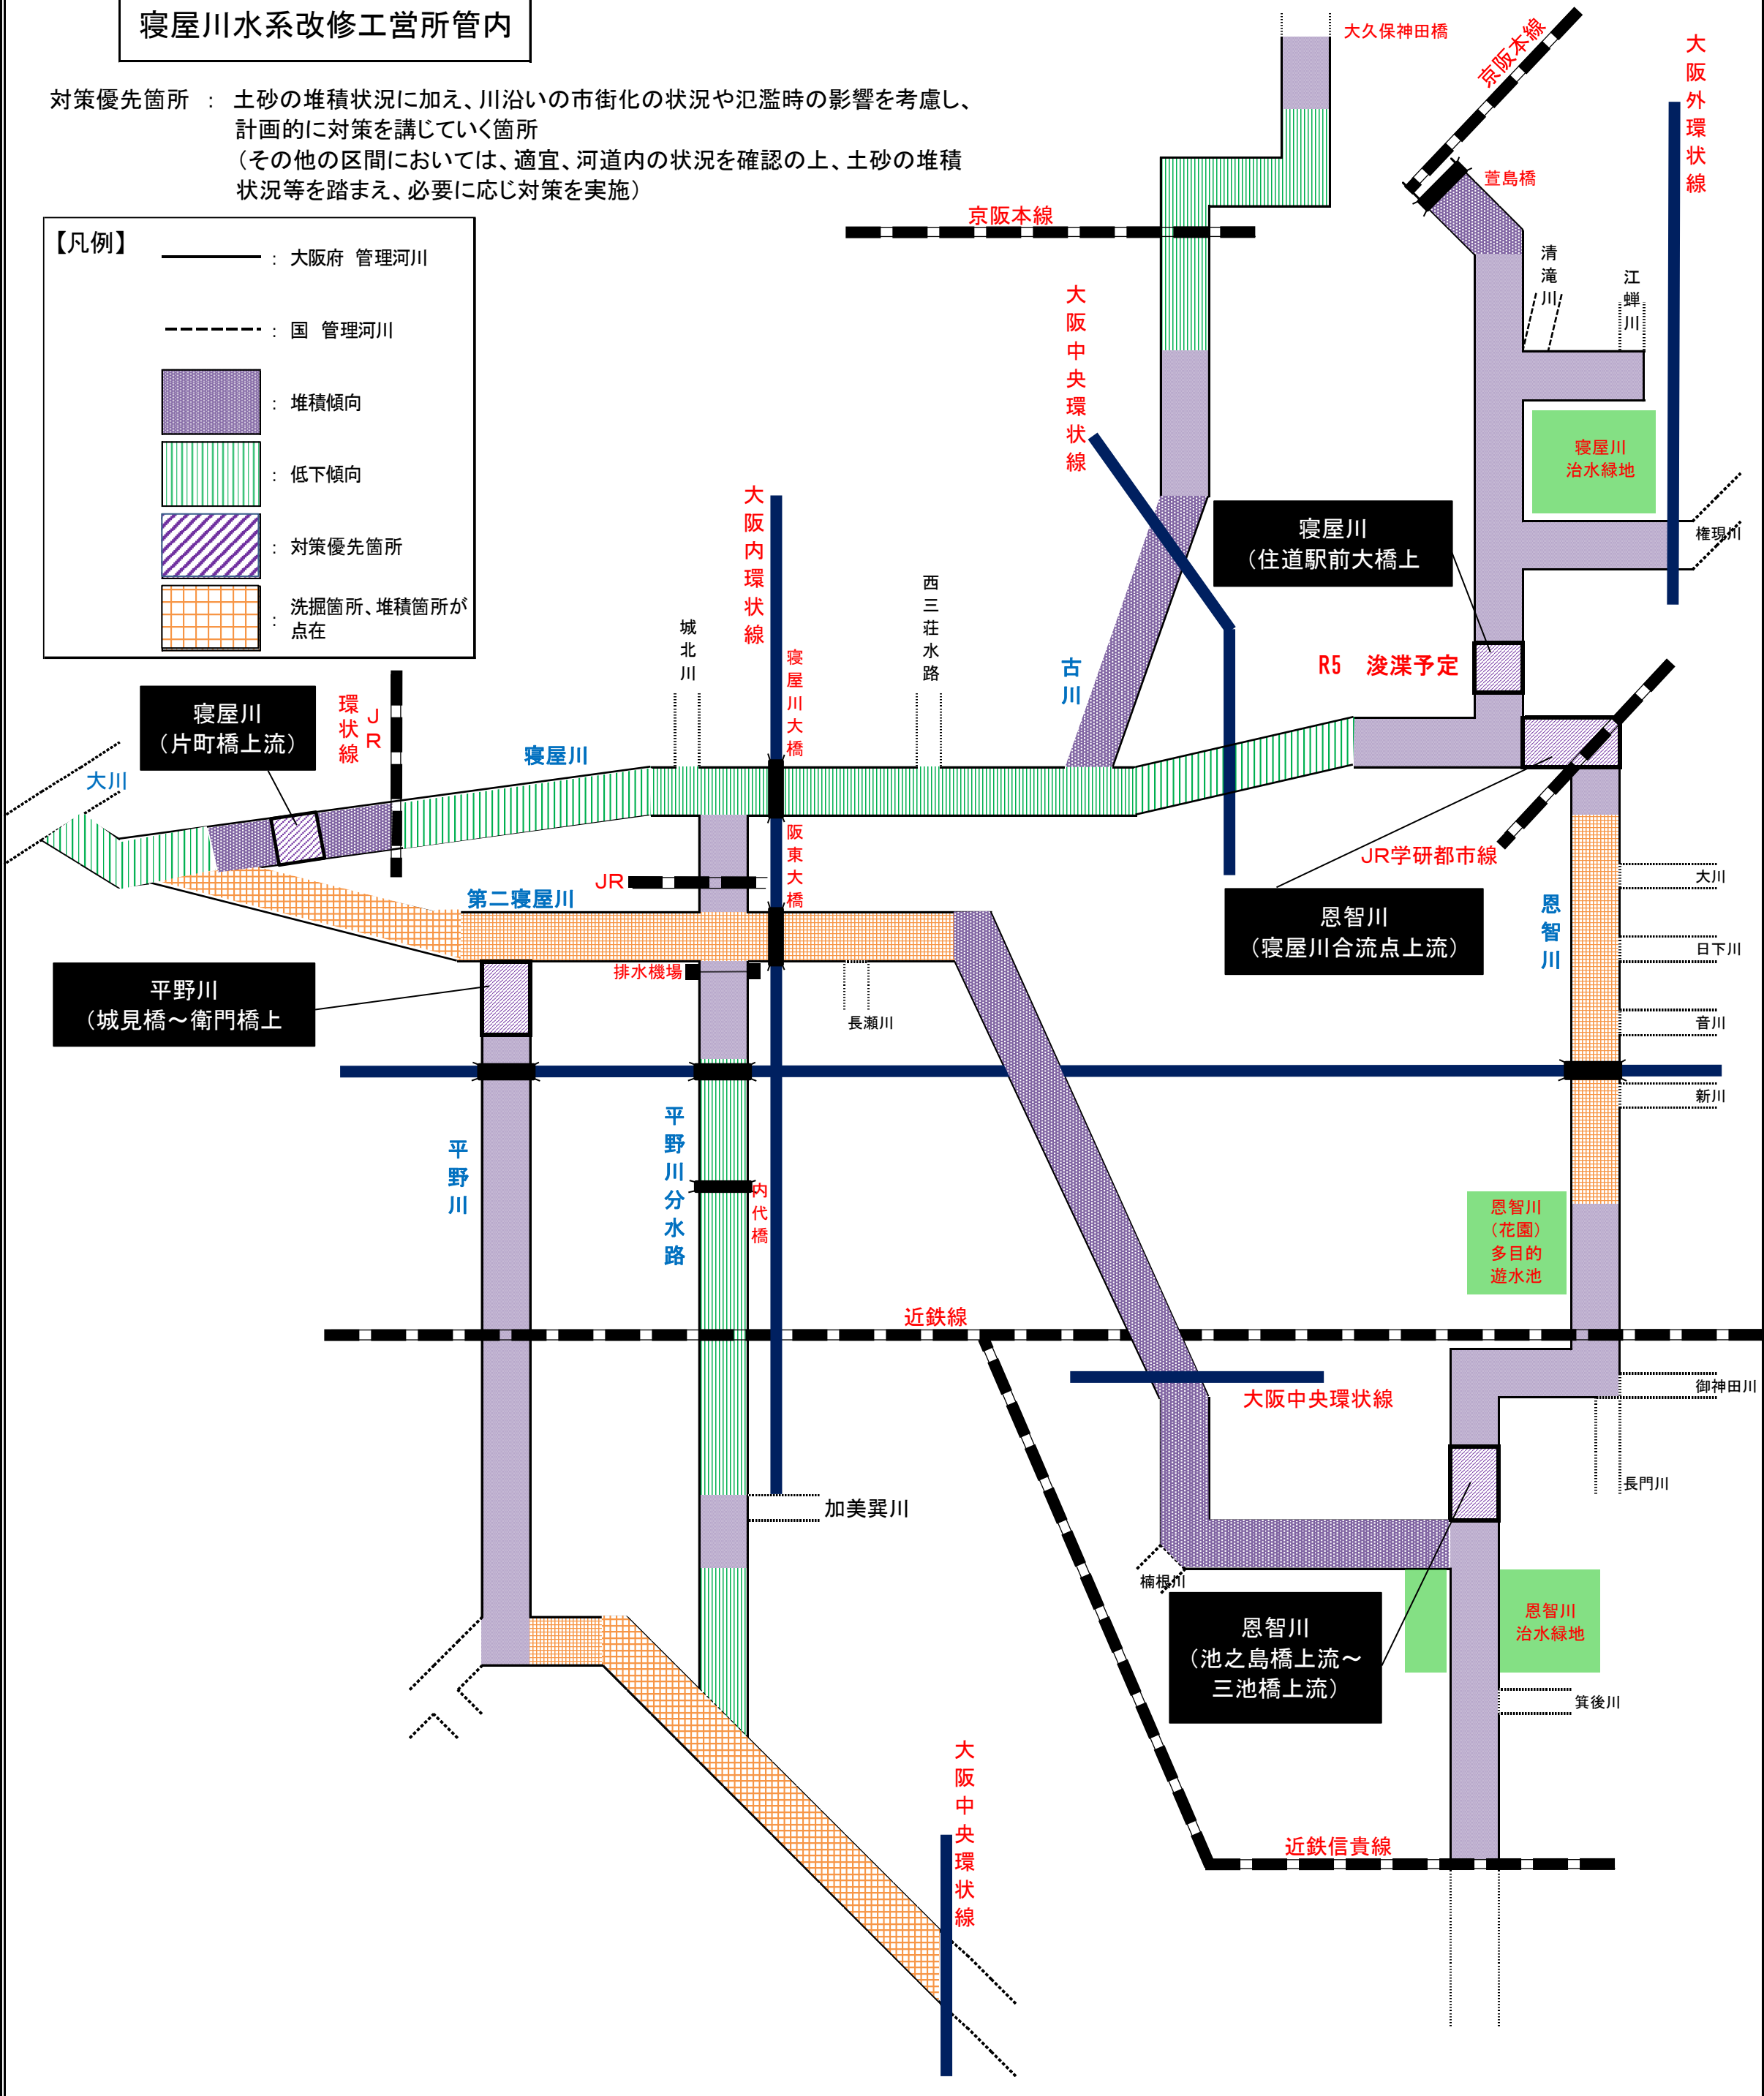 寝屋川水系改修工営所管内
対策優先箇所 ： 土砂の堆積状況に加え、川沿いの市街化の状況や氾濫時の影響を考慮し、
計画的に対策を講じていく箇所
（その他の区間においては、適宜、河道内の状況を確認の上、土砂の堆積
状況等を踏まえ、必要に応じ対策を実施）
【凡例】
： 大阪府 管理河川
： 国 管理河川
： 堆積傾向
： 低下傾向
： 対策優先箇所
： 洗掘箇所、堆積箇所が
点在
大久保神田橋
京阪本線
大阪外環状線
萱島橋
京阪本線
清滝川
江蝉川
大阪中央環状線
寝屋川
治水緑地
権現川
寝屋川
（住道駅前大橋上
大阪内環状線
西三荘水路
城北川
寝屋川大橋
古川
R5 浚渫予定
寝屋川
（片町橋上流）
JR
環状線
寝屋川
大川
阪東大橋
JR学研都市線
JR
第二寝屋川
大川
恩智川
（寝屋川合流点上流）
恩智川
日下川
排水機場
平野川
（城見橋～衛門橋上
長瀬川
音川
新川
平野川
平野川分水路
内代橋
恩智川
（花園）
多目的
遊水池
近鉄線
大阪中央環状線
御神田川
長門川
加美巽川
楠根川
恩智川
（池之島橋上流～
三池橋上流）
恩智川
治水緑地
箕後川
大阪中央環状線
近鉄信貴線